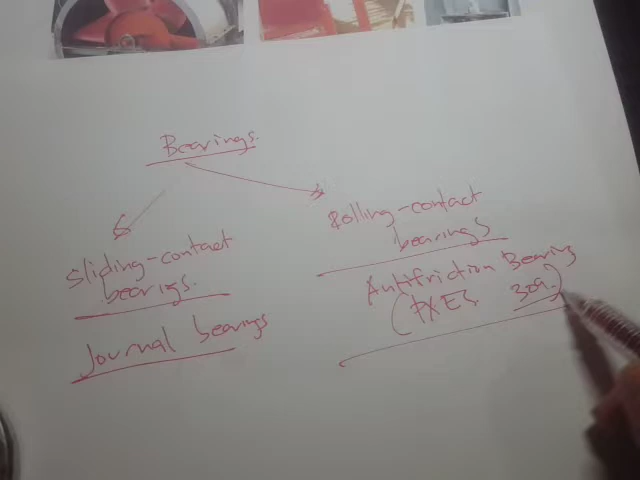 Bearings.
Sliding-contact
bearings.
Journal bearings
Rolling-contact
bearings
Antifriction Bearing